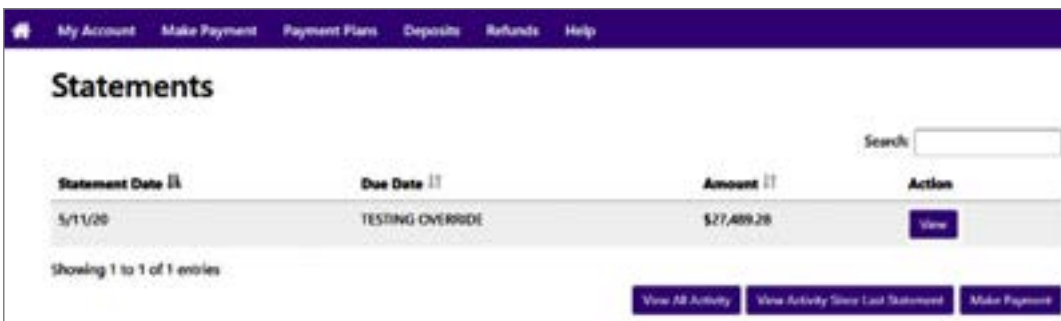 My Account Make Payment Payment Plans Deposits Refunds Help
Statements
Search:
Statement Date Due Date Amount Action
5/11/20 TESTING OVERRIDE $27,489.28 View
Showing 1 to 1 of 1 entries
View All Activity View Activity Since Last Statement Make Payment